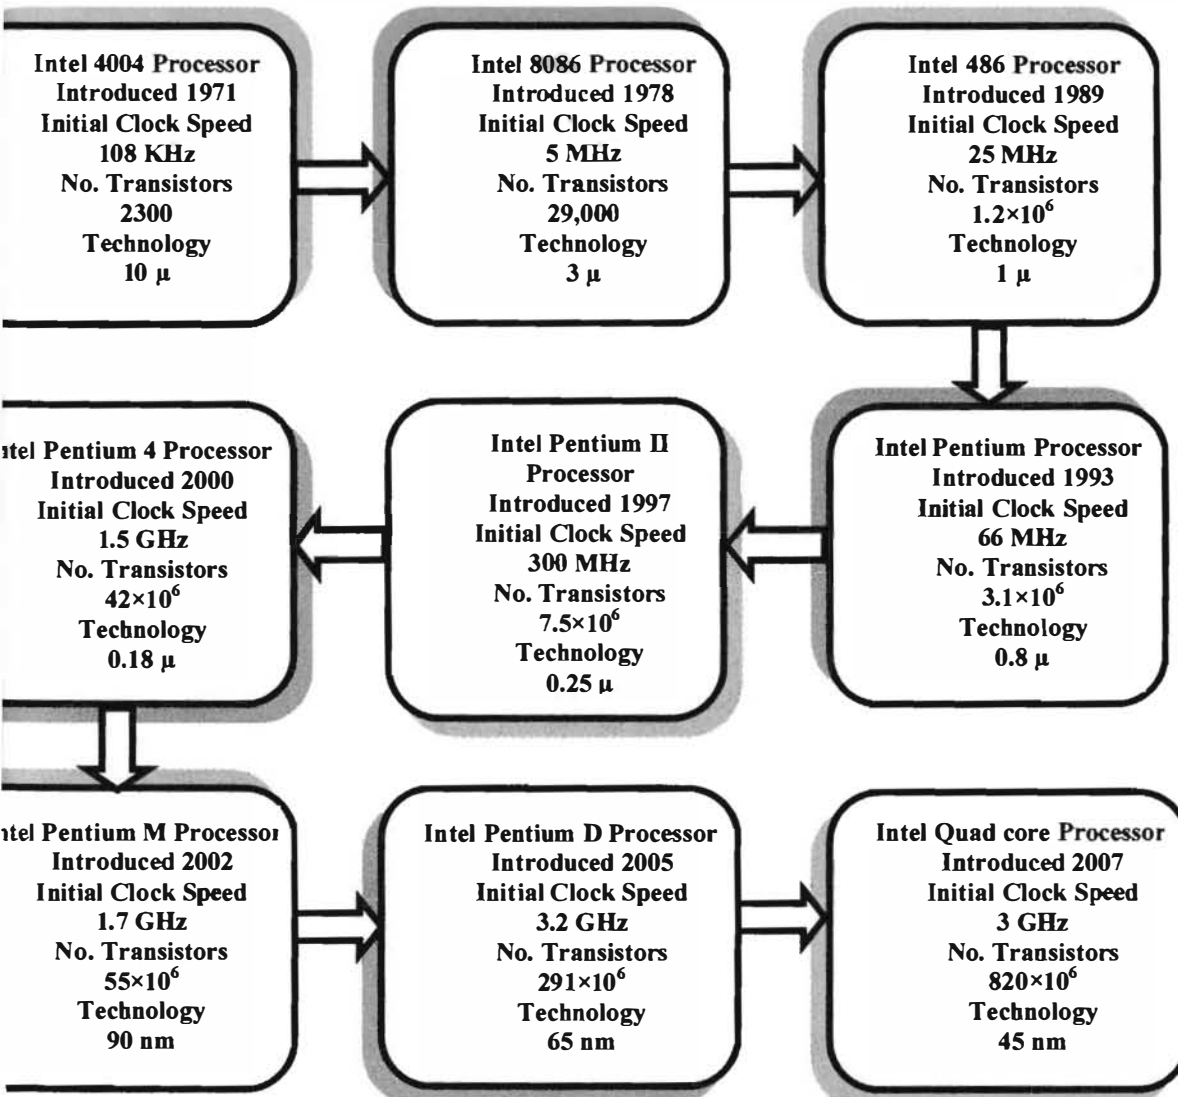 Intel 4004 Processor
Introduced 1971
Initial Clock Speed
108 KHz
No. Transistors
2300
Technology
10 μ
Intel 8086 Processor
Introduced 1978
Initial Clock Speed
5 MHz
No. Transistors
29,000
Technology
3 μ
Intel 486 Processor
Introduced 1989
Initial Clock Speed
25 MHz
No. Transistors
1.2×10⁶
Technology
1 μ
Intel Pentium Processor
Introduced 1993
Initial Clock Speed
66 MHz
No. Transistors
3.1×10⁶
Technology
0.8 μ
Intel Pentium II
Processor
Introduced 1997
Initial Clock Speed
300 MHz
No. Transistors
7.5×10⁶
Technology
0.25 μ
ntel Pentium 4 Processor
Introduced 2000
Initial Clock Speed
1.5 GHz
No. Transistors
42×10⁶
Technology
0.18 μ
ntel Pentium M Processor
Introduced 2002
Initial Clock Speed
1.7 GHz
No. Transistors
55×10⁶
Technology
90 nm
Intel Pentium D Processor
Introduced 2005
Initial Clock Speed
3.2 GHz
No. Transistors
291×10⁶
Technology
65 nm
Intel Quad core Processor
Introduced 2007
Initial Clock Speed
3 GHz
No. Transistors
820×10⁶
Technology
45 nm